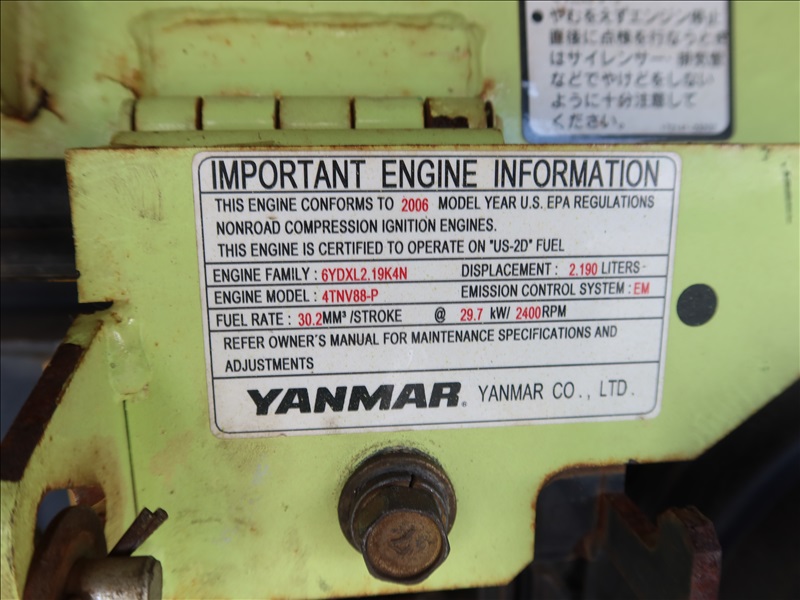 ● やむをえずエンジン停止
直後に点検を行なうとき
はサイレンサー・排気管
などでやけどをしない
ように十分注意して
ください。
IMPORTANT ENGINE INFORMATION
THIS ENGINE CONFORMS TO 2006 MODEL YEAR U.S. EPA REGULATIONS
NONROAD COMPRESSION IGNITION ENGINES.
THIS ENGINE IS CERTIFIED TO OPERATE ON "US-2D" FUEL
ENGINE FAMILY : 6YDXL2.19K4N DISPLACEMENT : 2.190 LITERS
ENGINE MODEL : 4TNV88-P EMISSION CONTROL SYSTEM : EM
FUEL RATE : 30.2MM³/STROKE @ 29.7 kW/ 2400RPM
REFER OWNER'S MANUAL FOR MAINTENANCE SPECIFICATIONS AND
ADJUSTMENTS
YANMAR® YANMAR CO., LTD.